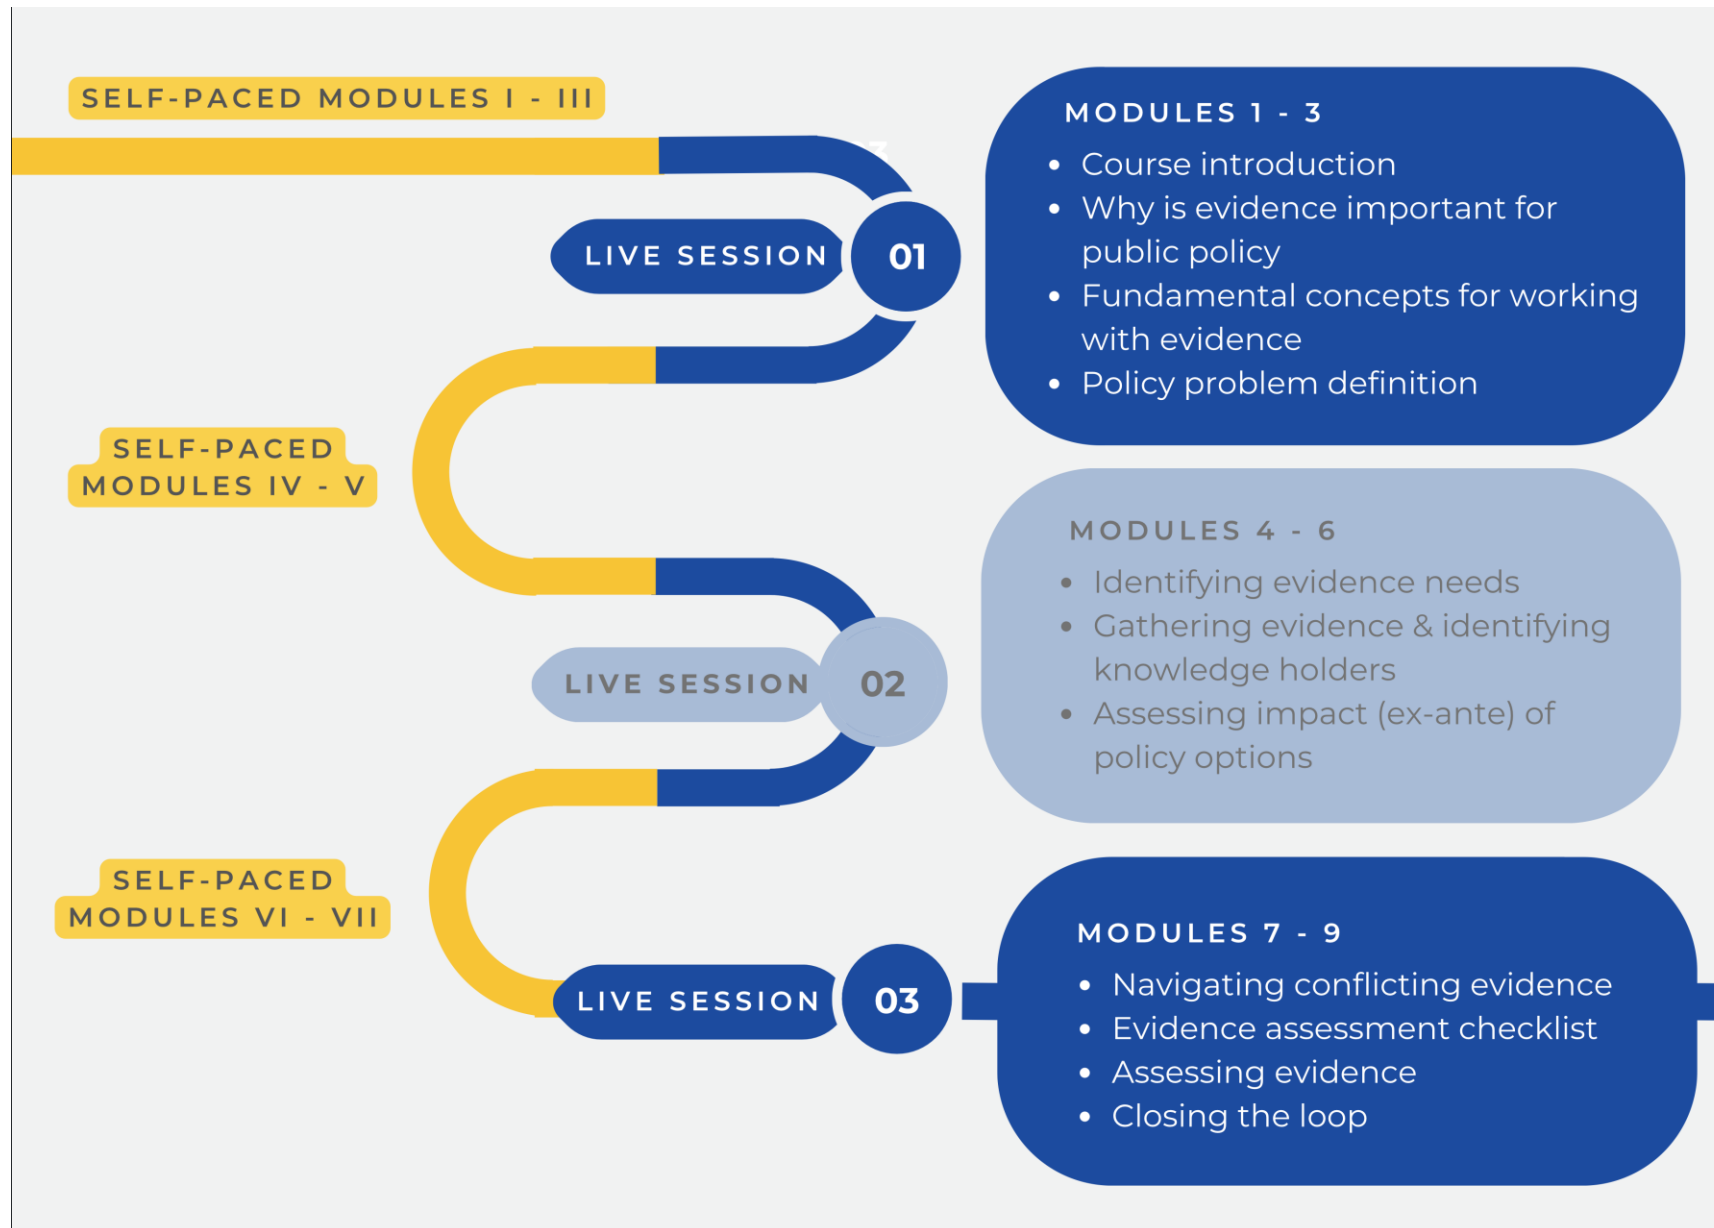 SELF-PACED MODULES I - III
MODULES 1 - 3
• Course introduction
• Why is evidence important for
public policy
• Fundamental concepts for working
with evidence
• Policy problem definition
3
LIVE SESSION
01
SELF-PACED
MODULES IV - V
MODULES 4 - 6
• Identifying evidence needs
• Gathering evidence & identifying
knowledge holders
• Assessing impact (ex-ante) of
policy options
LIVE SESSION
02
SELF-PACED
MODULES VI - VII
MODULES 7 - 9
• Navigating conflicting evidence
• Evidence assessment checklist
• Assessing evidence
• Closing the loop
LIVE SESSION
03